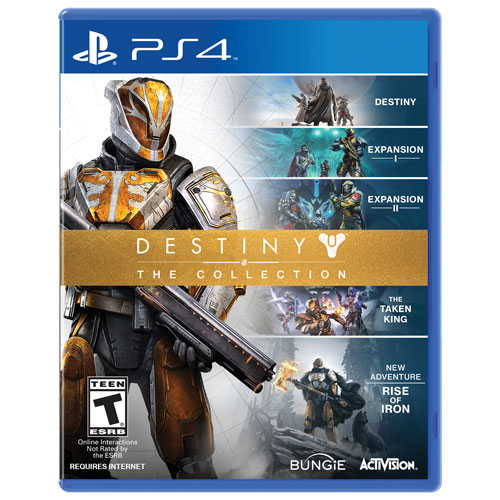 PS4™
DESTINY
EXPANSION
I
EXPANSION
II
DESTINY
THE COLLECTION
THE
TAKEN
KING
NEW ADVENTURE
RISE
OF
IRON
TEEN
T
ESRB
Online Interactions
Not Rated by
the ESRB
REQUIRES INTERNET
BUNGiE
ACTIVISION.